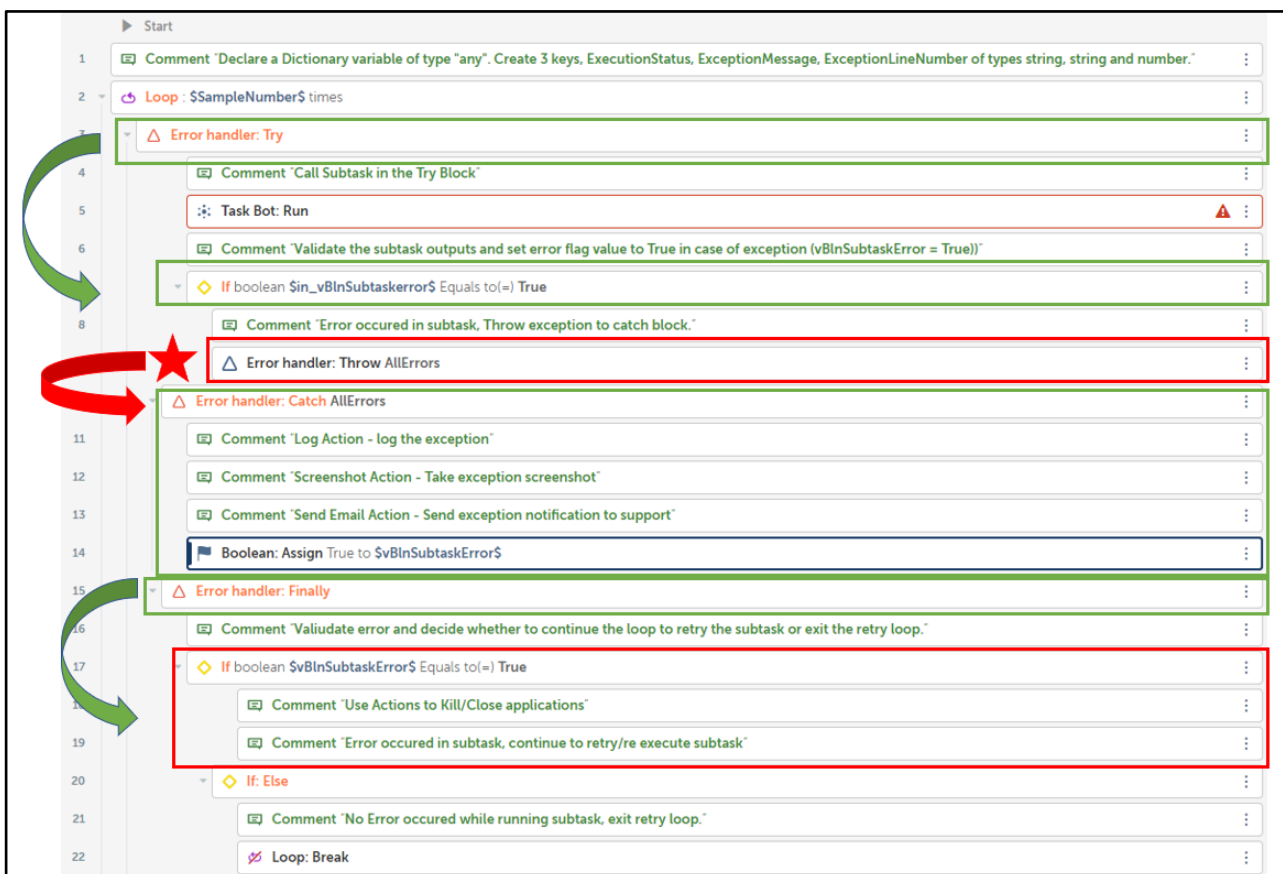 Start
1 Comment "Declare a Dictionary variable of type "any". Create 3 keys, ExecutionStatus, ExceptionMessage, ExceptionLineNumber of types string, string and number."
2 Loop : $SampleNumber$ times
Error handler: Try
4 Comment "Call Subtask in the Try Block"
5 Task Bot: Run
6 Comment "Validate the subtask outputs and set error flag value to True in case of exception (vBlnSubtaskError = True))"
If boolean $in_vBlnSubtaskerror$ Equals to(=) True
8 Comment "Error occured in subtask, Throw exception to catch block."
Error handler: Throw AllErrors
Error handler: Catch AllErrors
11 Comment "Log Action - log the exception"
12 Comment "Screenshot Action - Take exception screenshot"
13 Comment "Send Email Action - Send exception notification to support"
14 Boolean: Assign True to $vBlnSubtaskError$
15 Error handler: Finally
16 Comment "Valiudate error and decide whether to continue the loop to retry the subtask or exit the retry loop."
17 If boolean $vBlnSubtaskError$ Equals to(=) True
Comment "Use Actions to Kill/Close applications"
19 Comment "Error occured in subtask, continue to retry/re execute subtask"
20 If: Else
21 Comment "No Error occured while running subtask, exit retry loop."
22 Loop: Break